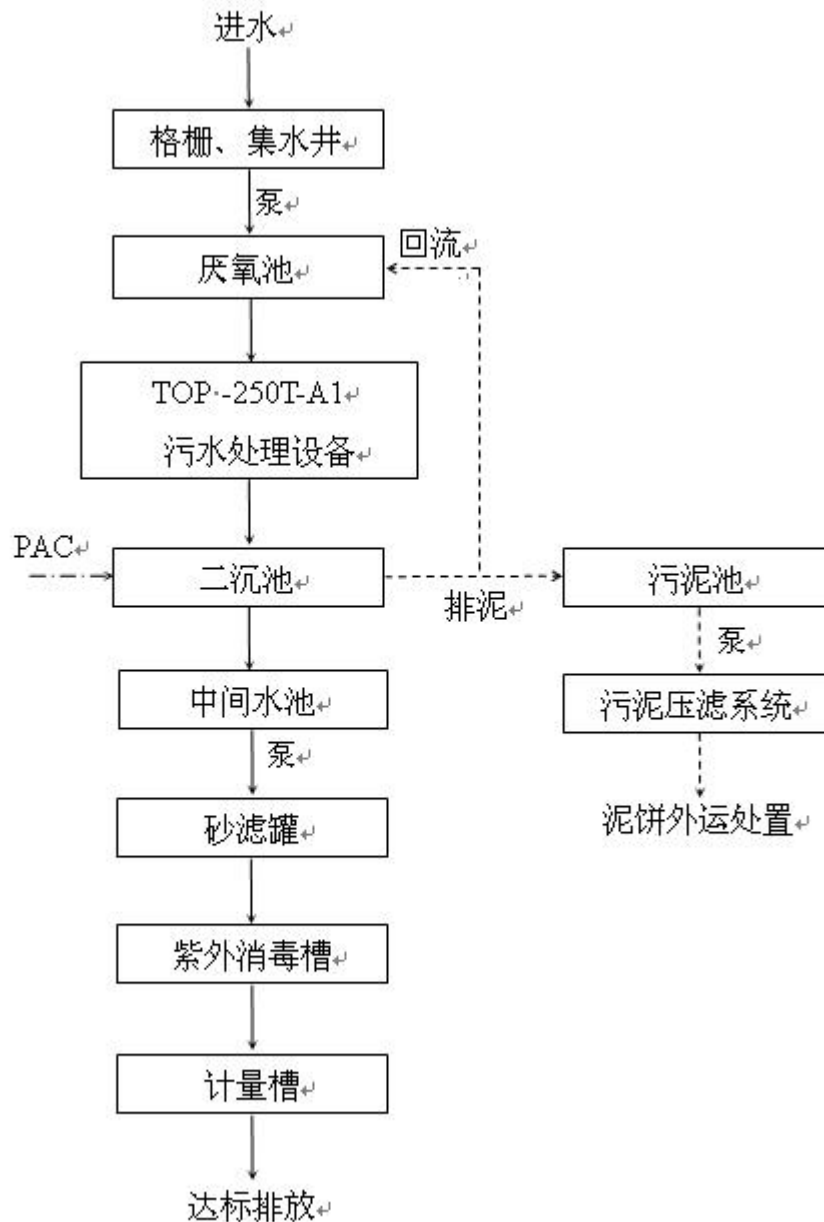 进水
格栅、集水井
泵
回流
厌氧池
TOP-250T-A1
污水处理设备
PAC
二沉池
排泥
污泥池
泵
中间水池
污泥压滤系统
泵
砂滤罐
泥饼外运处置
紫外消毒槽
计量槽
达标排放